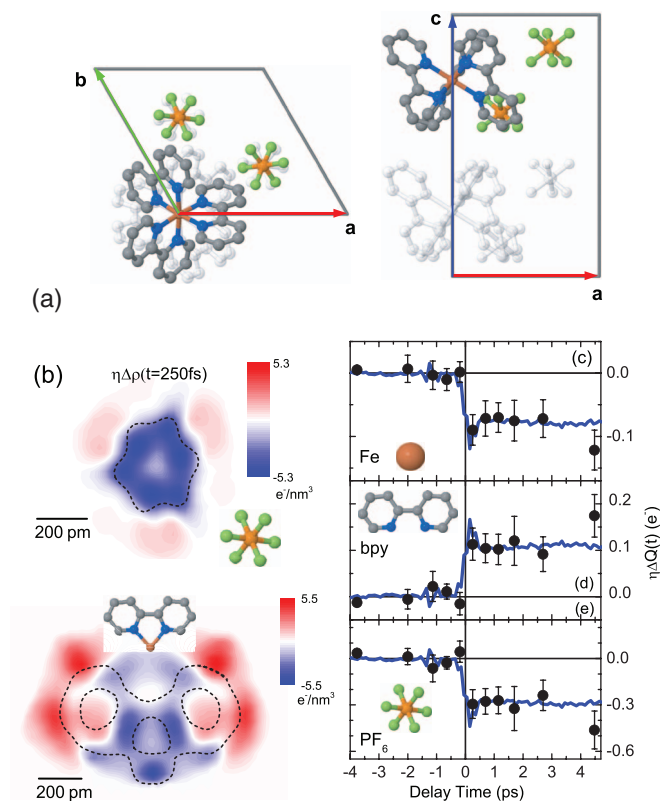 b
a
c
a
(a)
(b)
ηΔρ(t=250fs)
5.3
-5.3
e⁻/nm³
200 pm
5.5
-5.5
e⁻/nm³
200 pm
(c)
0.0
-0.1
Fe
0.2
0.1
0.0
bpy
(d)
(e)
0.0
-0.3
-0.6
PF₆
ηΔQ(t) (e⁻)
-4 -3 -2 -1 0 1 2 3 4
Delay Time (ps)